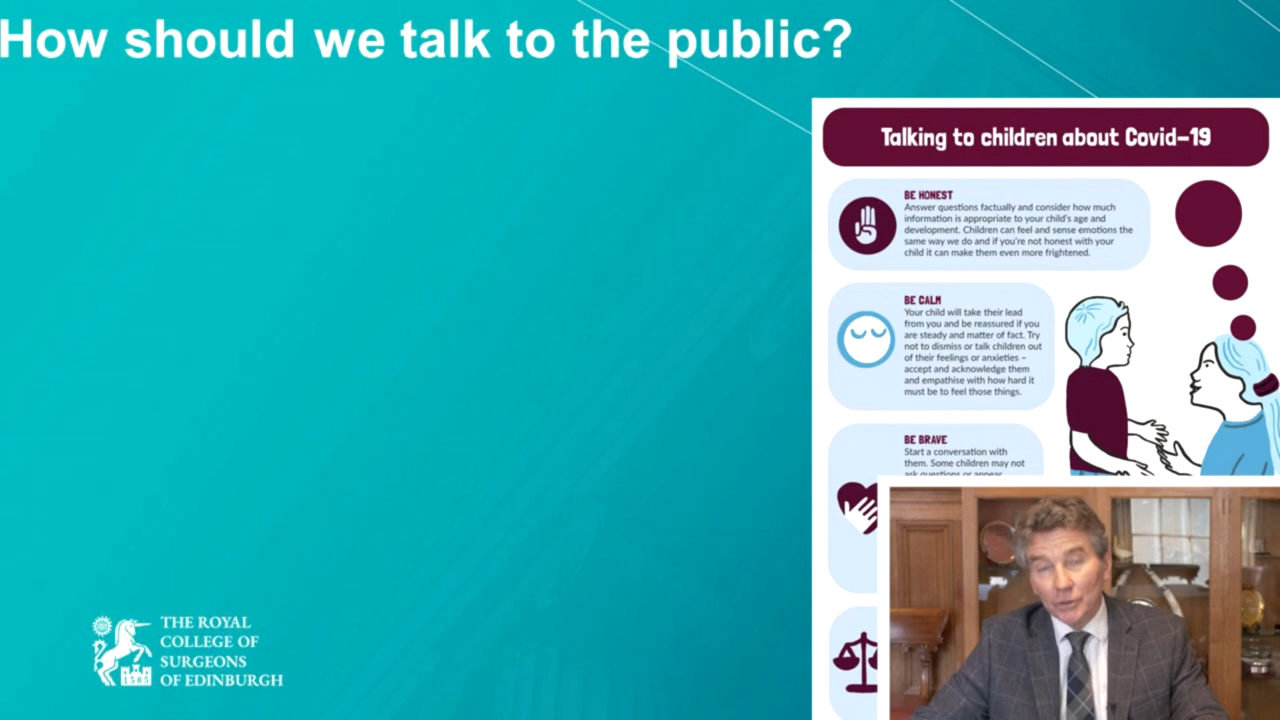 How should we talk to the public?
Talking to children about Covid-19
BE HONEST
Answer questions factually and consider how much
information is appropriate to your child's age and
development. Children can feel and sense emotions the
same way we do and if you're not honest with your
child it can make them even more frightened.
BE CALM
Your child will take their lead
from you and be reassured if you
are steady and matter of fact. Try
not to dismiss or talk children out
of their feelings or anxieties –
accept and acknowledge them
and empathise with how hard it
must be to feel those things.
BE BRAVE
Start a conversation with
them. Some children may not
ask questions or appear
THE ROYAL
COLLEGE OF
SURGEONS
OF EDINBURGH